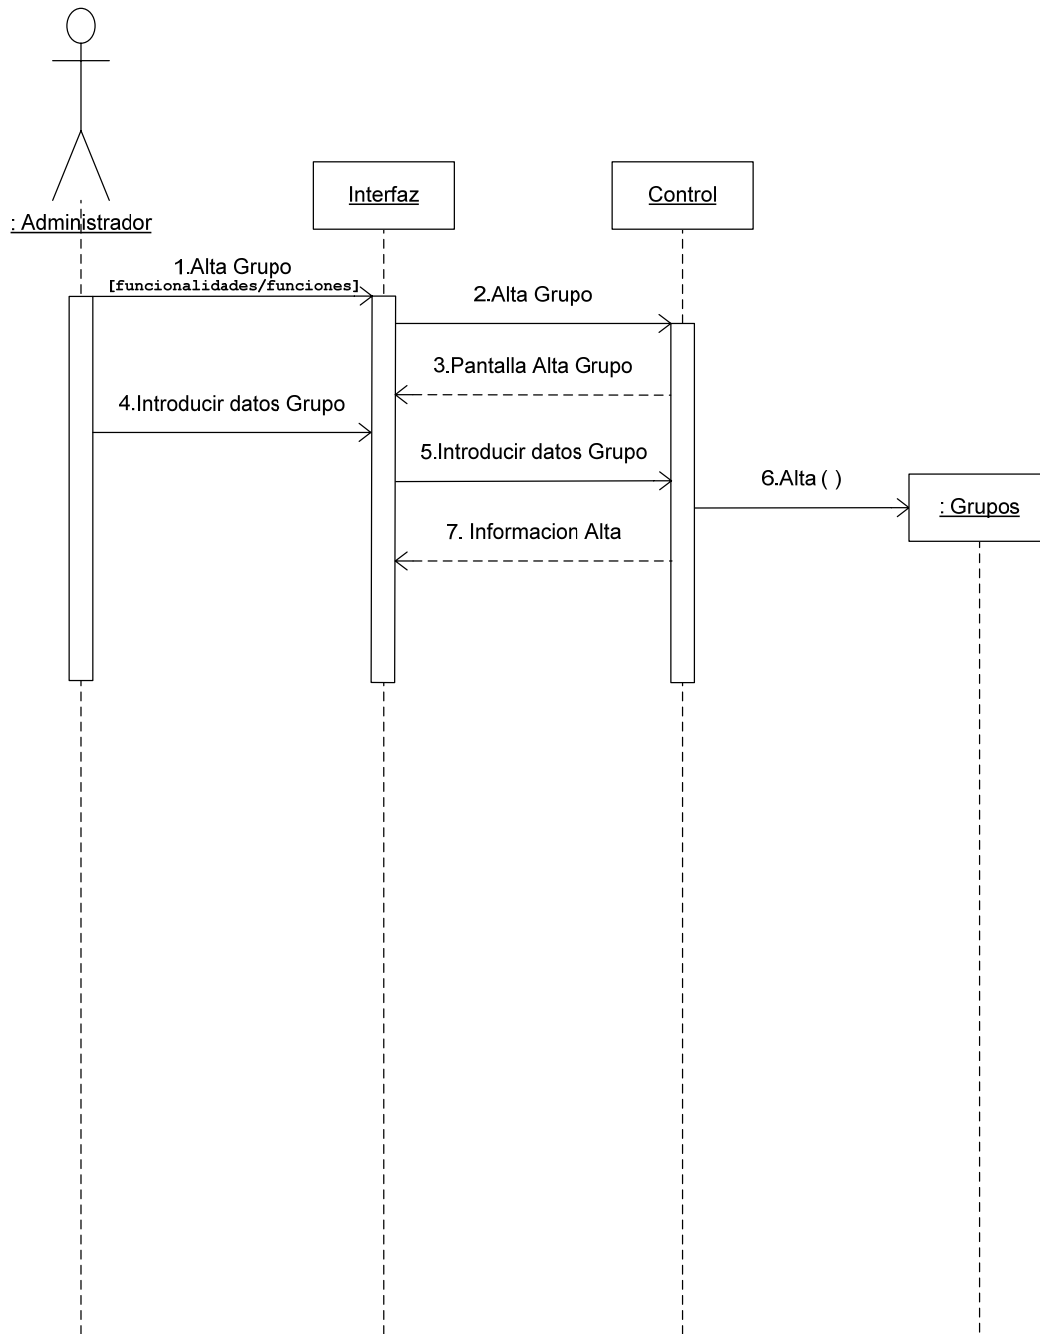 Interfaz
Control
: Administrador
1.Alta Grupo
[funcionalidades/funciones]
2.Alta Grupo
3.Pantalla Alta Grupo
4.Introducir datos Grupo
5.Introducir datos Grupo
6.Alta ( )
: Grupos
7. Informacion Alta